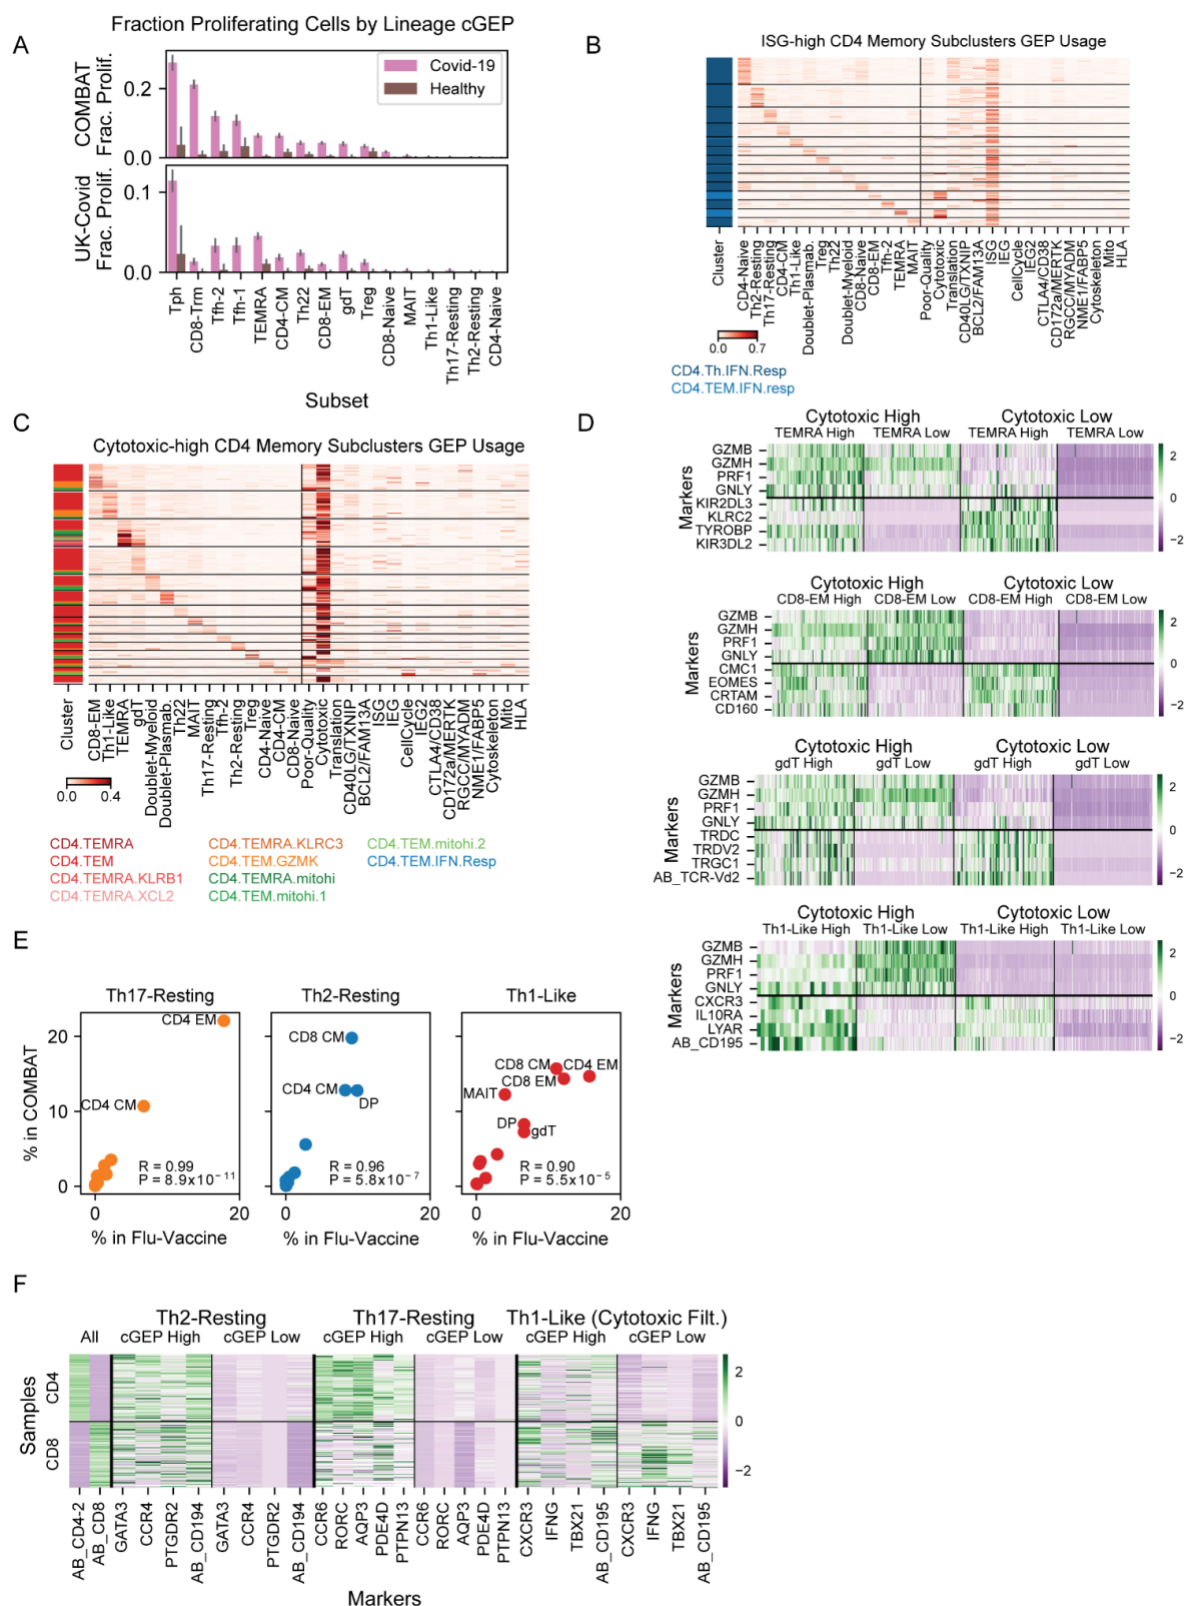 Fraction Proliferating Cells by Lineage cGEP
A
COMBAT
Frac. Prolif.
0.2
0.0
Covid-19
Healthy
UK-Covid
Frac. Prolif.
0.1
0.0
Tph
CD8-Trm
Tfh-2
Tfh-1
TEMRA
CD4-CM
Th22
CD8-EM
gdT
Treg
CD8-Naive
MAIT
Th1-Like
Th17-Resting
Th2-Resting
CD4-Naive
Subset
B
ISG-high CD4 Memory Subclusters GEP Usage
Cluster
CD4-Naive
Th2-Resting
Th17-Resting
CD4-CM
Th1-Like
Doublet-Plasmab.
Treg
Th22
Doublet-Myeloid
CD8-Naive
CD8-EM
Tfh-2
TEMRA
MAIT
Poor-Quality
Cytotoxic
Translation
CD40LG/TXNIP
BCL2/FAM13A
ISG
IEG
CellCycle
IEG2
CTLA4/CD38
CD172a/MERTK
RGCC/MYADM
NME1/FABP5
Cytoskeleton
Mito
HLA
0.0 0.7
CD4.Th.IFN.Resp
CD4.TEM.IFN.resp
C
Cytotoxic-high CD4 Memory Subclusters GEP Usage
Cluster
CD8-EM
Th1-Like
TEMRA
gdT
Doublet-Myeloid
Doublet-Plasmab.
Th22
MAIT
Th17-Resting
Tfh-2
Th2-Resting
Treg
CD4-Naive
CD4-CM
CD8-Naive
Poor-Quality
Cytotoxic
Translation
CD40LG/TXNIP
BCL2/FAM13A
ISG
IEG
CellCycle
IEG2
CTLA4/CD38
CD172a/MERTK
RGCC/MYADM
NME1/FABP5
Cytoskeleton
Mito
HLA
0.0 0.4
CD4.TEMRA
CD4.TEM
CD4.TEMRA.KLRB1
CD4.TEMRA.XCL2
CD4.TEMRA.KLRC3
CD4.TEM.GZMK
CD4.TEMRA.mitohi
CD4.TEM.mitohi.1
CD4.TEM.mitohi.2
CD4.TEM.IFN.Resp
D
Cytotoxic High Cytotoxic Low
TEMRA High TEMRA Low TEMRA High TEMRA Low
Markers
GZMB
GZMH
PRF1
GNLY
KIR2DL3
KLRC2
TYROBP
KIR3DL2
2
0
−2
Cytotoxic High Cytotoxic Low
CD8-EM High CD8-EM Low CD8-EM High CD8-EM Low
Markers
GZMB
GZMH
PRF1
GNLY
CMC1
EOMES
CRTAM
CD160
2
0
−2
Cytotoxic High Cytotoxic Low
gdT High gdT Low gdT High gdT Low
Markers
GZMB
GZMH
PRF1
GNLY
TRDC
TRDV2
TRGC1
AB_TCR-Vd2
2
0
−2
Cytotoxic High Cytotoxic Low
Th1-Like High Th1-Like Low Th1-Like High Th1-Like Low
Markers
GZMB
GZMH
PRF1
GNLY
CXCR3
IL10RA
LYAR
AB_CD195
2
0
−2
E
% in COMBAT
20
10
0
Th17-Resting
CD4 EM
CD4 CM
R = 0.99
P = 8.9x10⁻¹¹
0 20
% in Flu-Vaccine
Th2-Resting
CD8 CM
CD4 CM
DP
R = 0.96
P = 5.8x10⁻⁷
0 20
% in Flu-Vaccine
Th1-Like
CD8 CM CD4 EM
CD8 EM
MAIT
DP
gdT
R = 0.90
P = 5.5x10⁻⁵
0 20
% in Flu-Vaccine
F
Th2-Resting Th17-Resting Th1-Like (Cytotoxic Filt.)
All cGEP High cGEP Low cGEP High cGEP Low cGEP High cGEP Low
Samples
CD4
CD8
2
0
−2
AB_CD4-2
AB_CD8
GATA3
CCR4
PTGDR2
AB_CD194
GATA3
CCR4
PTGDR2
AB_CD194
CCR6
RORC
AQP3
PDE4D
PTPN13
CCR6
RORC
AQP3
PDE4D
PTPN13
CXCR3
IFNG
TBX21
AB_CD195
CXCR3
IFNG
TBX21
AB_CD195
Markers